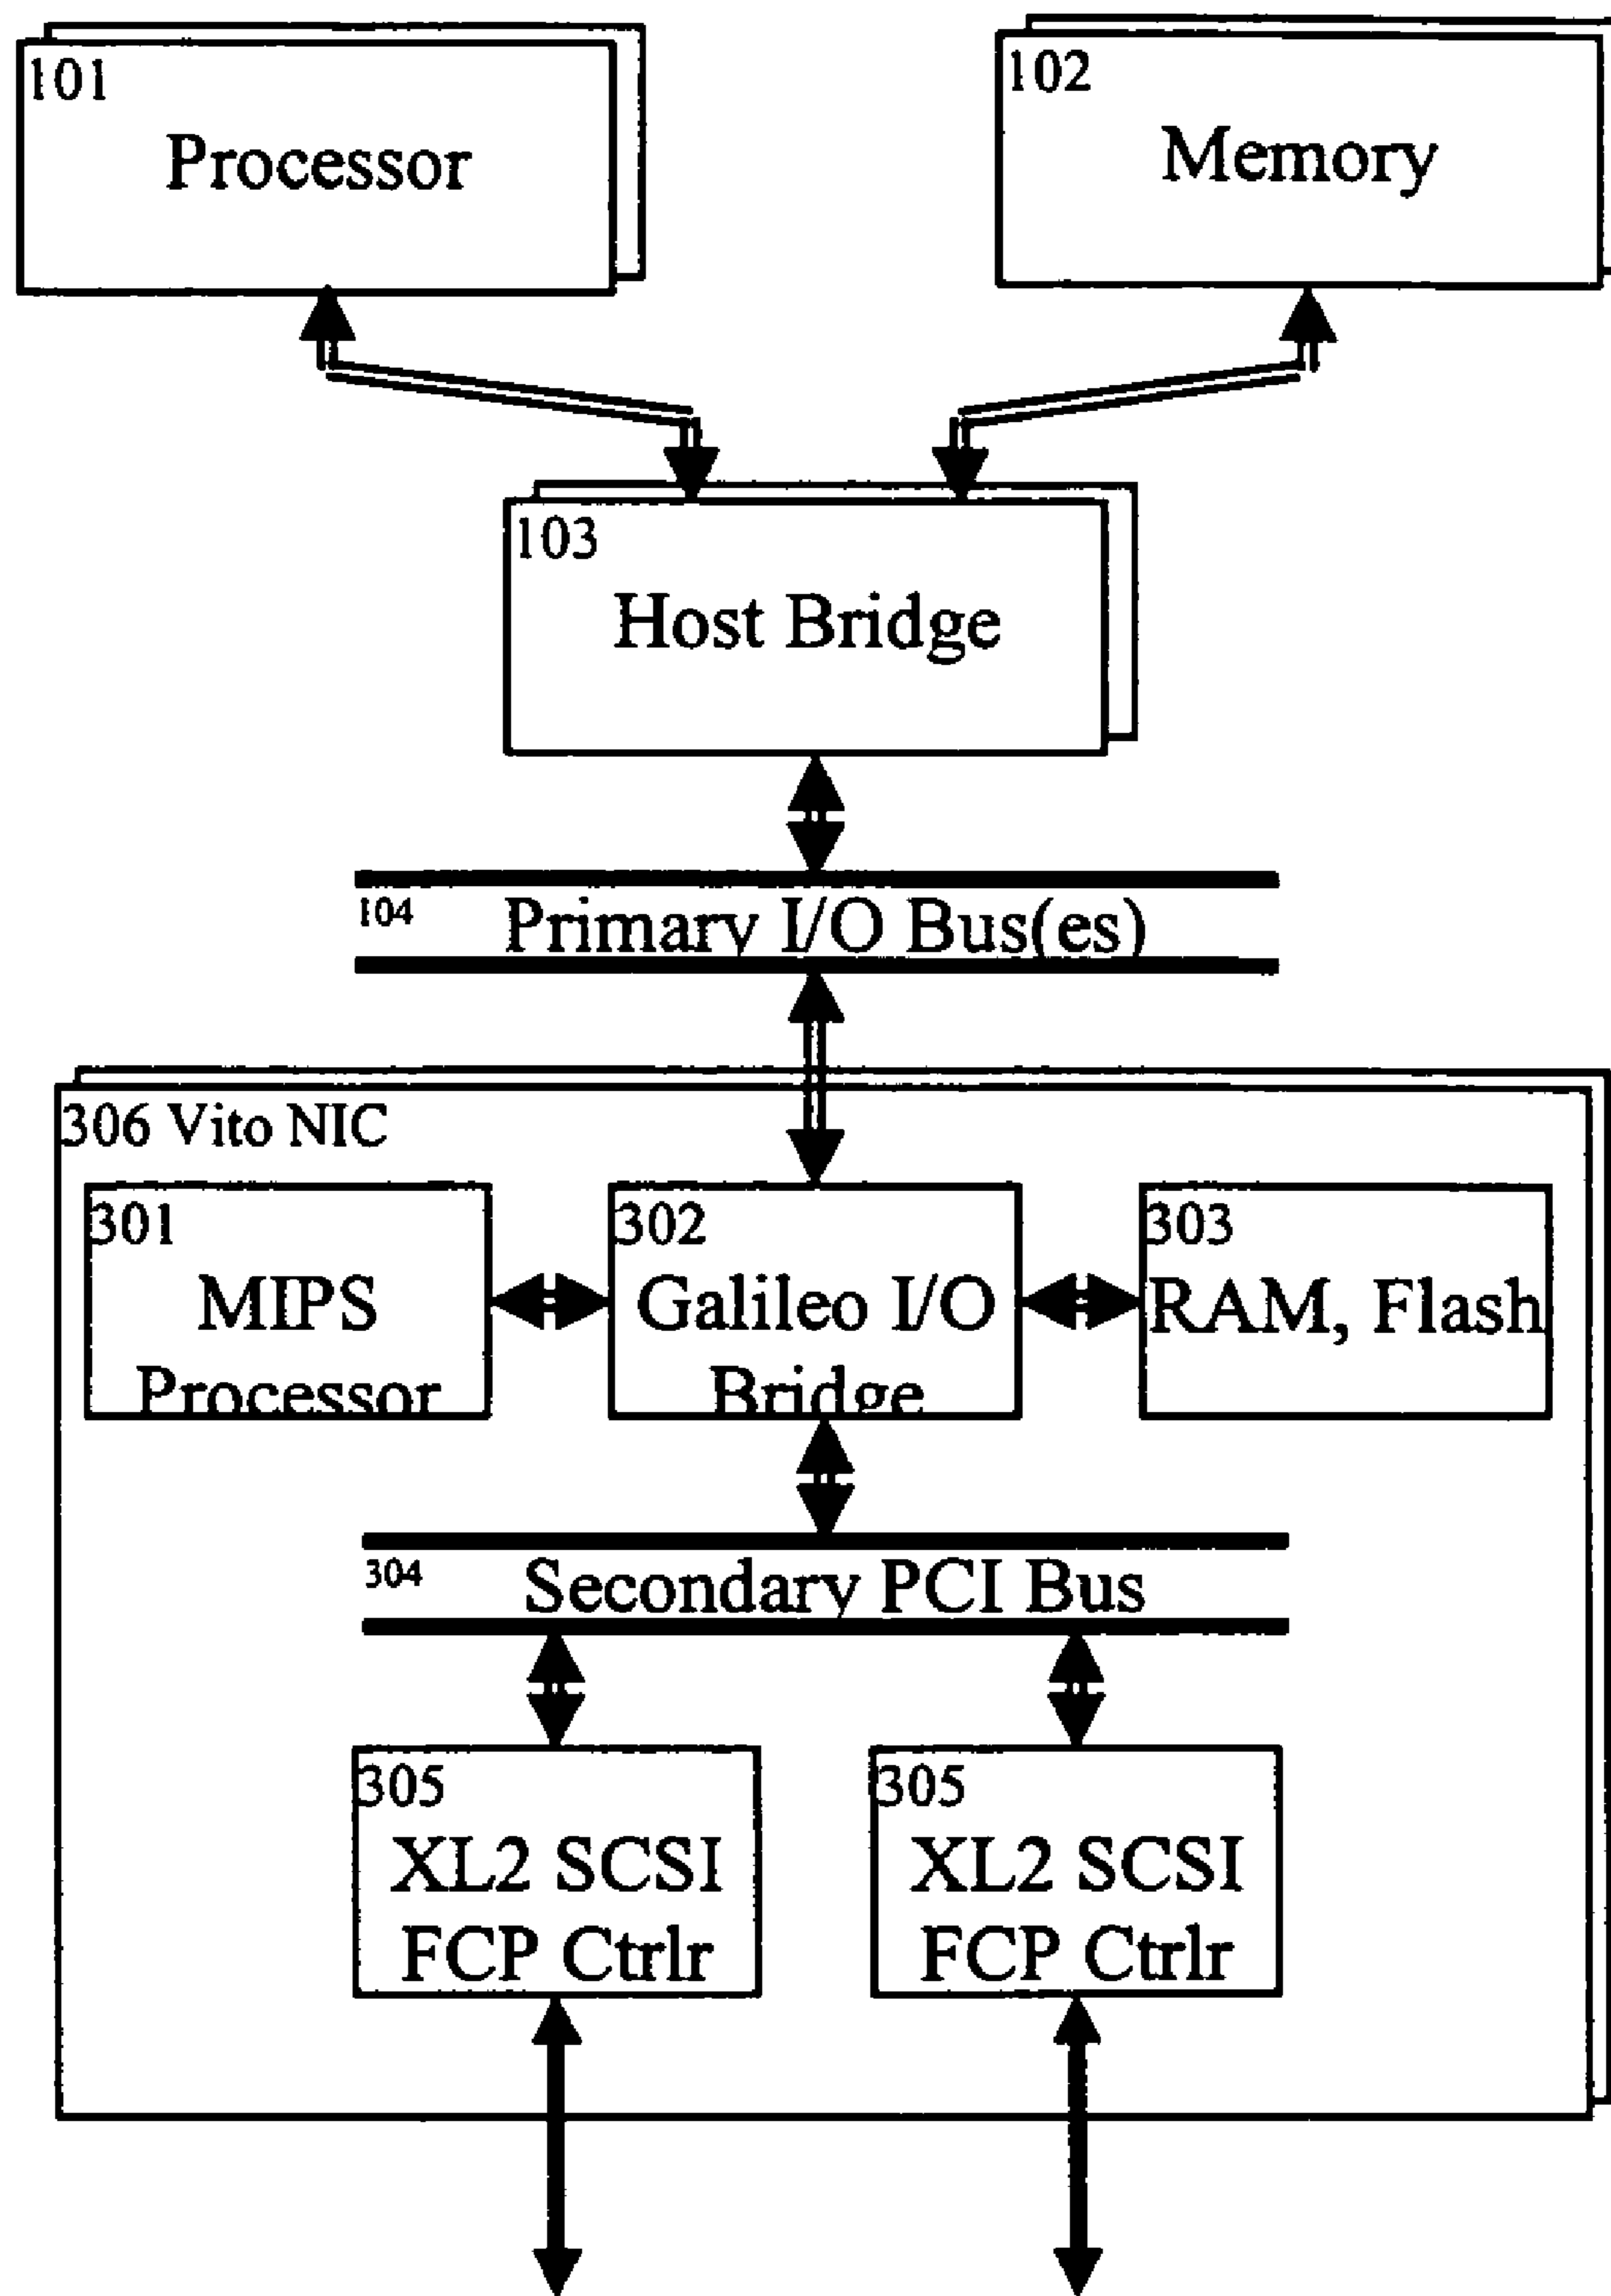 101
Processor
102
Memory
103
Host Bridge
104
Primary I/O Bus(es)
306 Vito NIC
301
MIPS
Processor
302
Galileo I/O
Bridge
303
RAM, Flash
304
Secondary PCI Bus
305
XL2 SCSI
FCP Ctrlr
305
XL2 SCSI
FCP Ctrlr